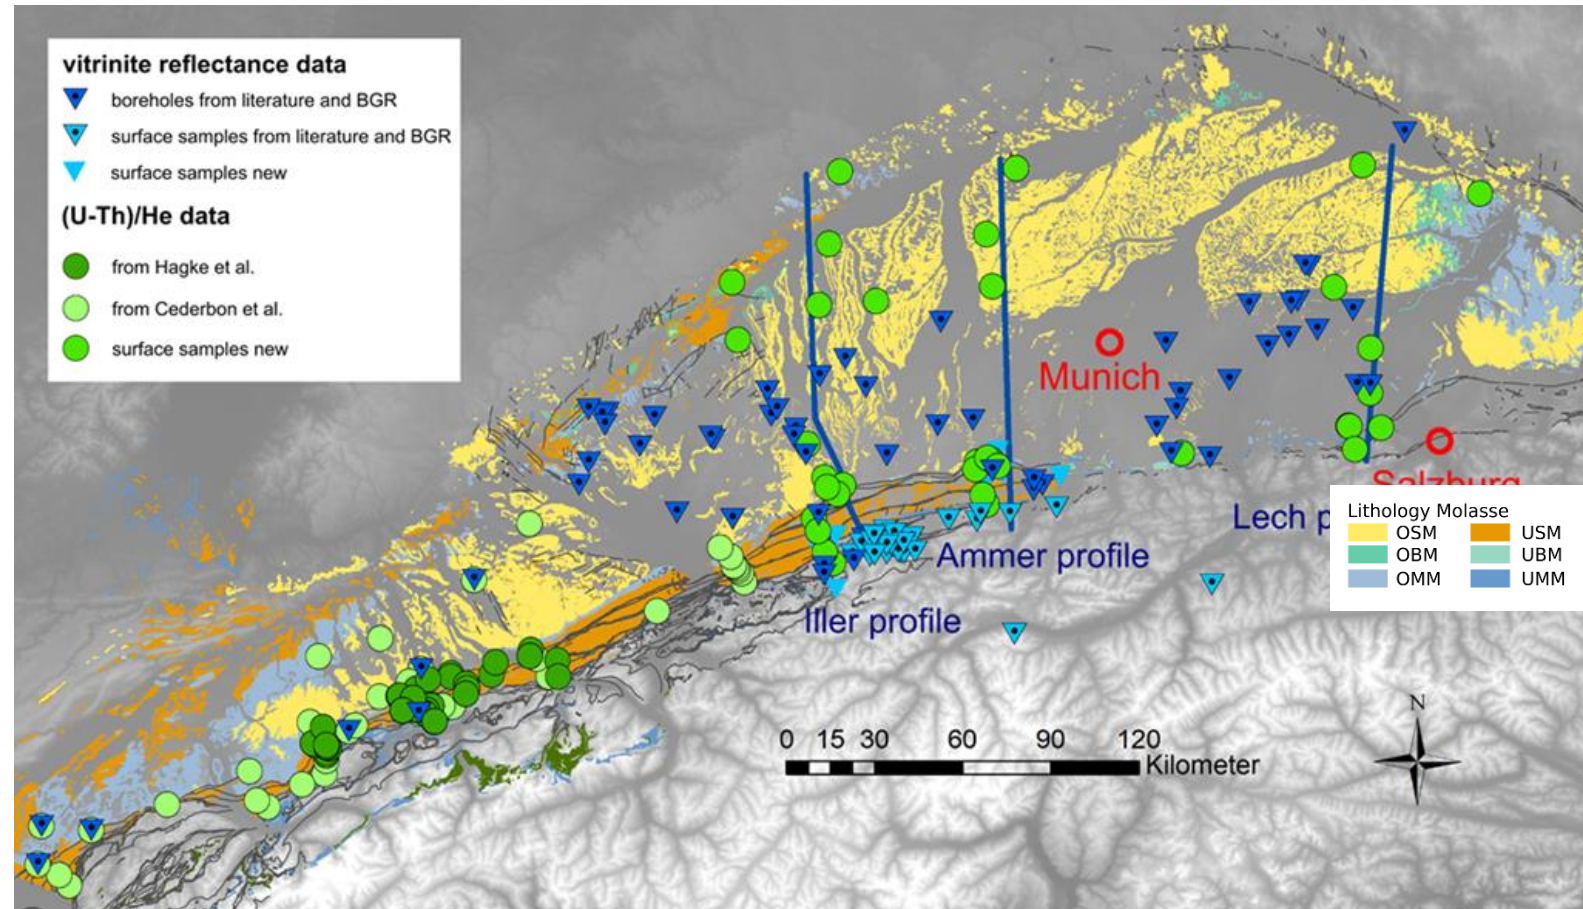 vitrinite reflectance data
boreholes from literature and BGR
surface samples from literature and BGR
surface samples new
(U-Th)/He data
from Hagke et al.
from Cederbon et al.
surface samples new
Munich
Salzburg
Lech p
Ammer profile
Iller profile
Lithology Molasse
OSM USM
OBM UBM
OMM UMM
N
0 15 30 60 90 120
Kilometer